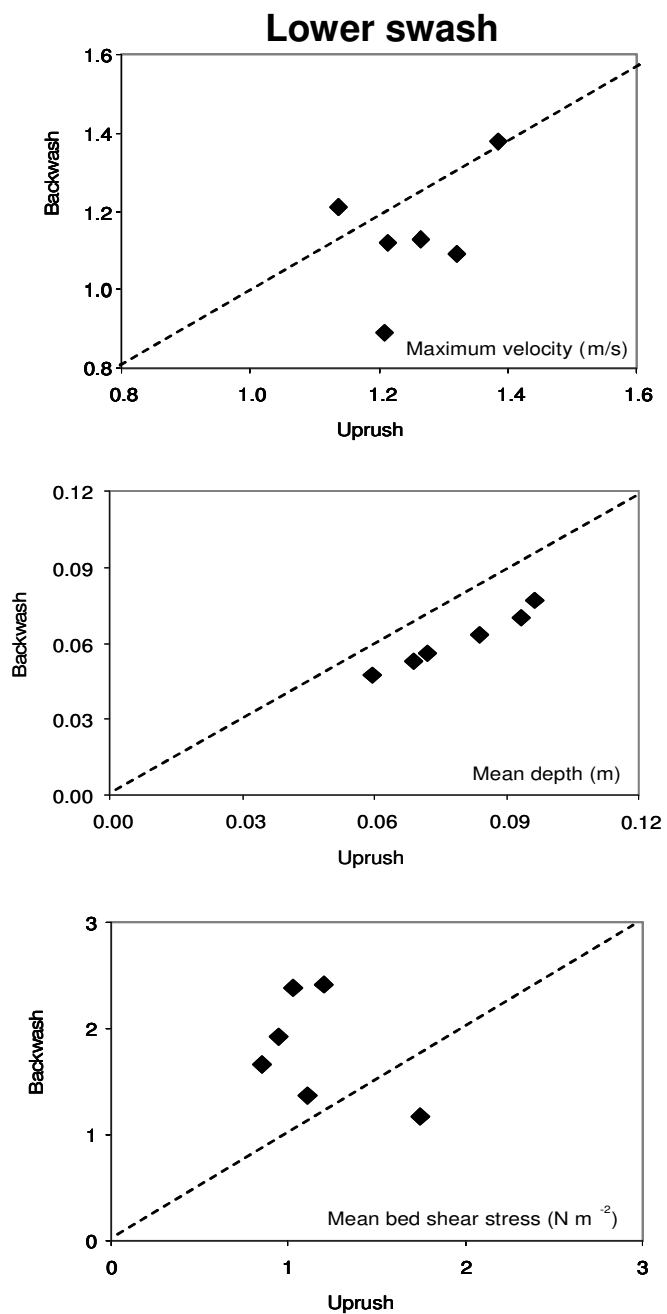 Lower swash
1.6
1.4
1.2
1.0
0.8
Backwash
Maximum velocity (m/s)
0.8 1.0 1.2 1.4 1.6
Uprush
0.12
0.09
0.06
0.03
0.00
Backwash
Mean depth (m)
0.00 0.03 0.06 0.09 0.12
Uprush
3
2
1
0
Backwash
Mean bed shear stress (N m -2)
0 1 2 3
Uprush